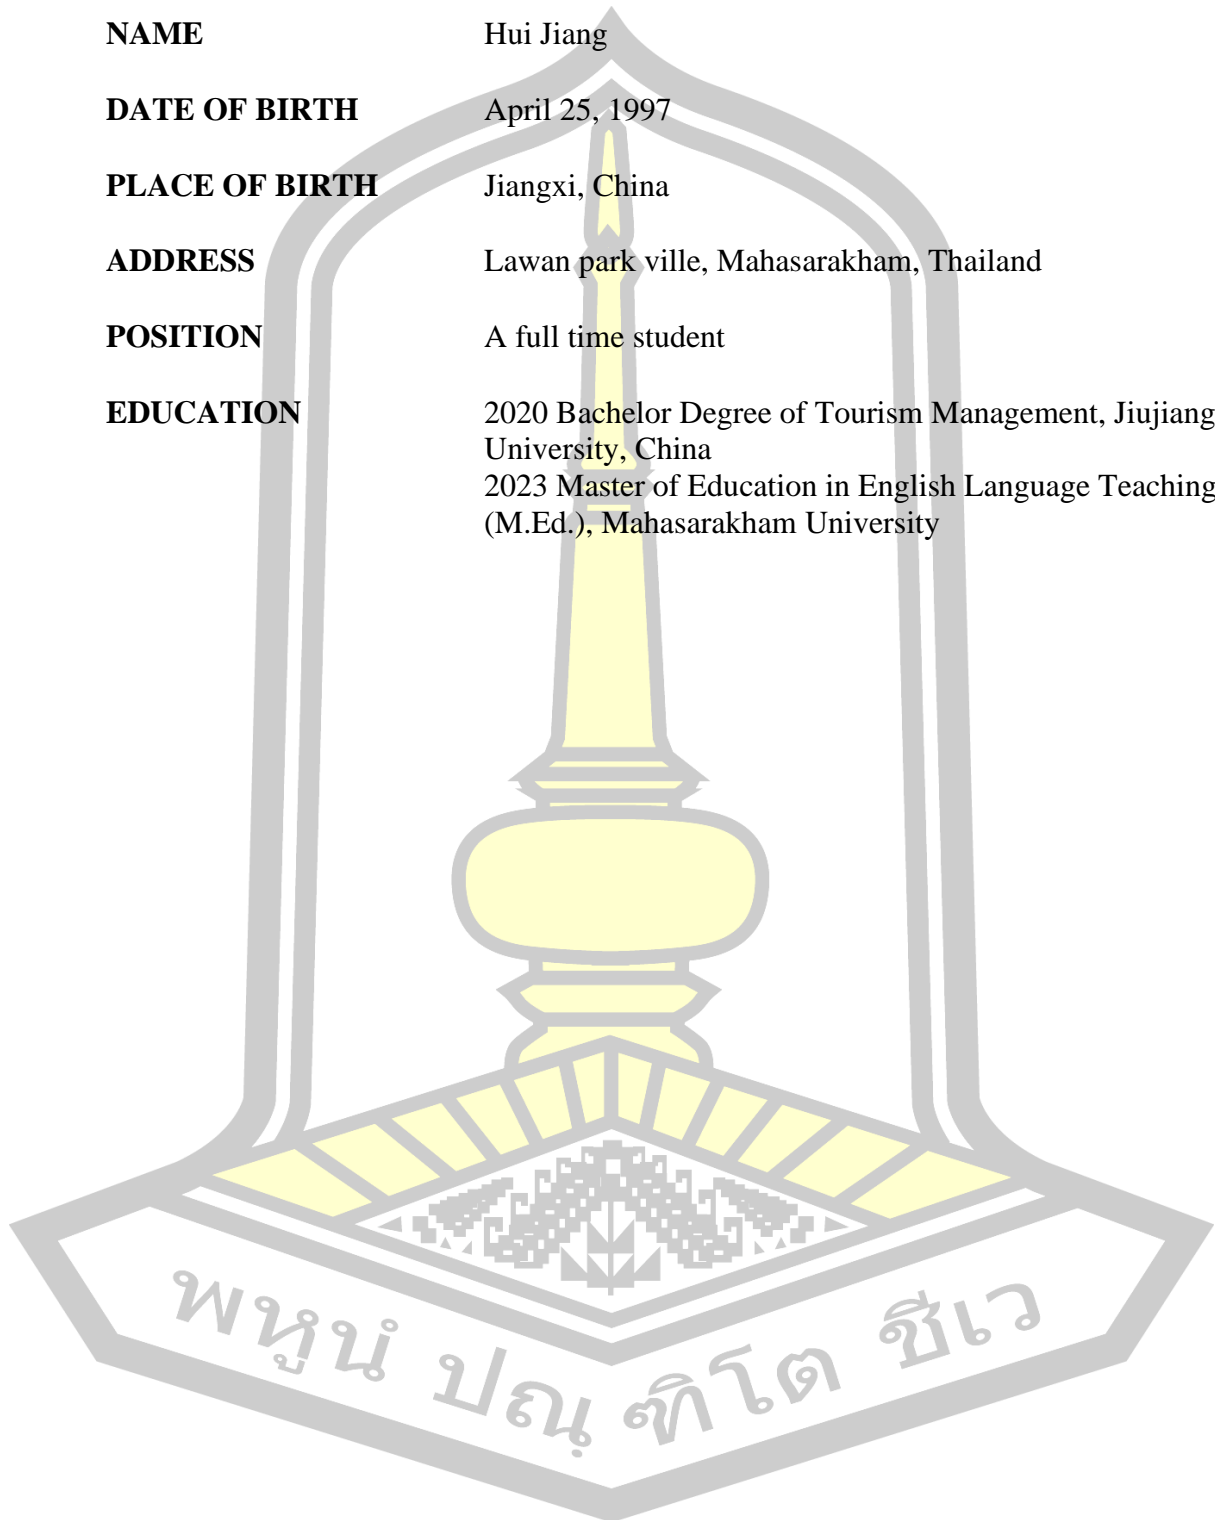 NAME Hui Jiang
DATE OF BIRTH April 25, 1997
PLACE OF BIRTH Jiangxi, China
ADDRESS Lawan park ville, Mahasarakham, Thailand
POSITION A full time student
EDUCATION 2020 Bachelor Degree of Tourism Management, Jiujiang
University, China
2023 Master of Education in English Language Teaching
(M.Ed.), Mahasarakham University
พหูนํ ปณฺฑิโต ชีเว